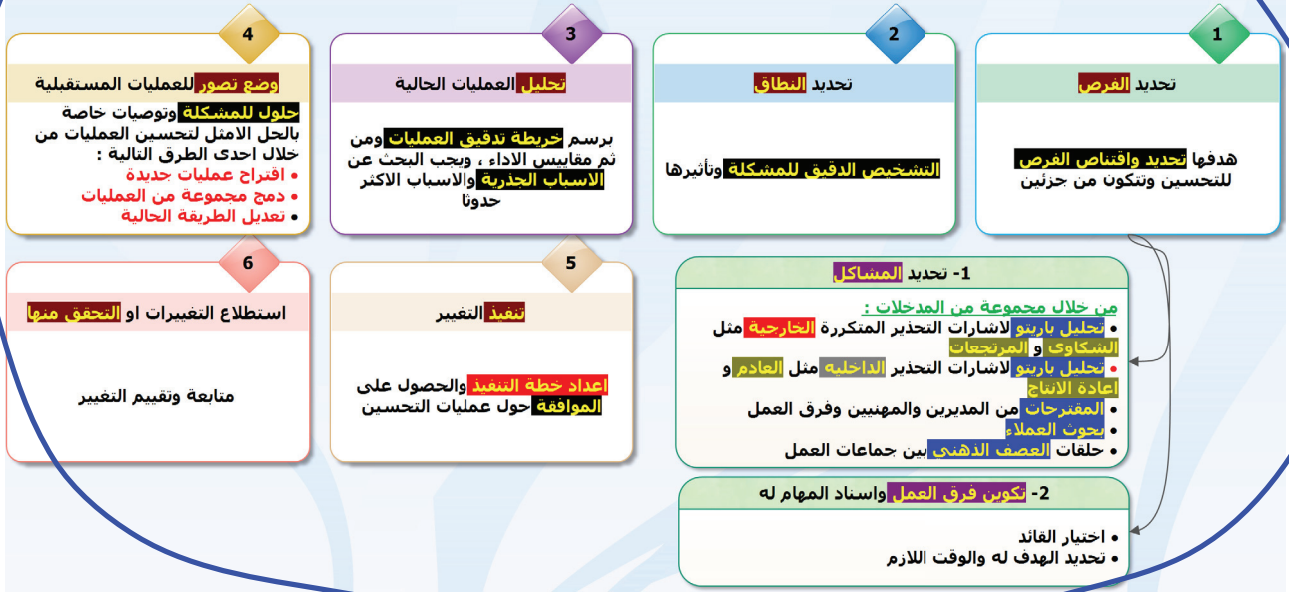 1
تحديد الفرص
هدفها تحديد واقتناص الفرص
للتحسين وتتكون من جزئين
2
تحديد النطاق
التشخيص الدقيق للمشكلة وتأثيرها
3
تحليل العمليات الحالية
برسم خريطة تدقيق العمليات ومن
ثم مقاييس الاداء ، ويجب البحث عن
الاسباب الجذرية والاسباب الاكثر
حدوثا
4
وضع تصور للعمليات المستقبلية
حلول للمشكلة وتوصيات خاصة
بالحل الامثل لتحسين العمليات من
خلال احدى الطرق التالية :
• اقتراح عمليات جديدة
• دمج مجموعة من العمليات
• تعديل الطريقة الحالية
1- تحديد المشاكل
من خلال مجموعة من المدخلات :
• تحليل باريتو لاشارات التحذير المتكررة الخارجية مثل
الشكاوى و المرتجعات
• تحليل باريتو لاشارات التحذير الداخليه مثل العادم و
اعادة الانتاج
• المقترحات من المديرين والمهنيين وفرق العمل
• بحوث العملاء
• حلقات العصف الذهني بين جماعات العمل
2- تكوين فرق العمل واسناد المهام له
• اختيار القائد
• تحديد الهدف له والوقت اللازم
5
تنفيذ التغيير
اعداد خطة التنفيذ والحصول على
الموافقة حول عمليات التحسين
6
استطلاع التغييرات او التحقق منها
متابعة وتقييم التغيير